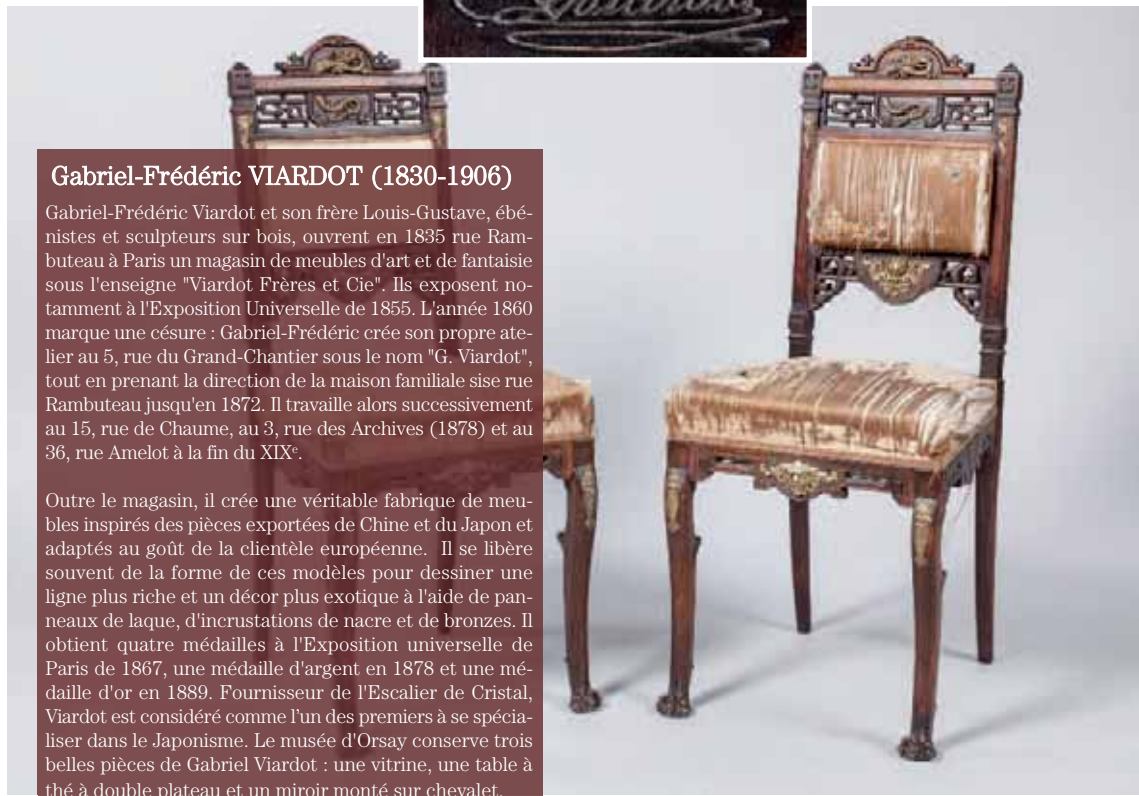 Gabriel-Frédéric VIARDOT (1830-1906)
Gabriel-Frédéric Viardot et son frère Louis-Gustave, ébé-
nistes et sculpteurs sur bois, ouvrent en 1835 rue Ram-
buteau à Paris un magasin de meubles d'art et de fantaisie
sous l'enseigne "Viardot Frères et Cie". Ils exposent no-
tamment à l'Exposition Universelle de 1855. L'année 1860
marque une césure : Gabriel-Frédéric crée son propre ate-
lier au 5, rue du Grand-Chantier sous le nom "G. Viardot",
tout en prenant la direction de la maison familiale sise rue
Rambuteau jusqu'en 1872. Il travaille alors successivement
au 15, rue de Chaume, au 3, rue des Archives (1878) et au
36, rue Amelot à la fin du XIXᵉ.
Outre le magasin, il crée une véritable fabrique de meu-
bles inspirés des pièces exportées de Chine et du Japon et
adaptés au goût de la clientèle européenne. Il se libère
souvent de la forme de ces modèles pour dessiner une
ligne plus riche et un décor plus exotique à l'aide de pan-
neaux de laque, d'incrustations de nacre et de bronzes. Il
obtient quatre médailles à l'Exposition universelle de
Paris de 1867, une médaille d'argent en 1878 et une mé-
daille d'or en 1889. Fournisseur de l'Escalier de Cristal,
Viardot est considéré comme l'un des premiers à se spécia-
liser dans le Japonisme. Le musée d'Orsay conserve trois
belles pièces de Gabriel Viardot : une vitrine, une table à
thé à double plateau et un miroir monté sur chevalet.